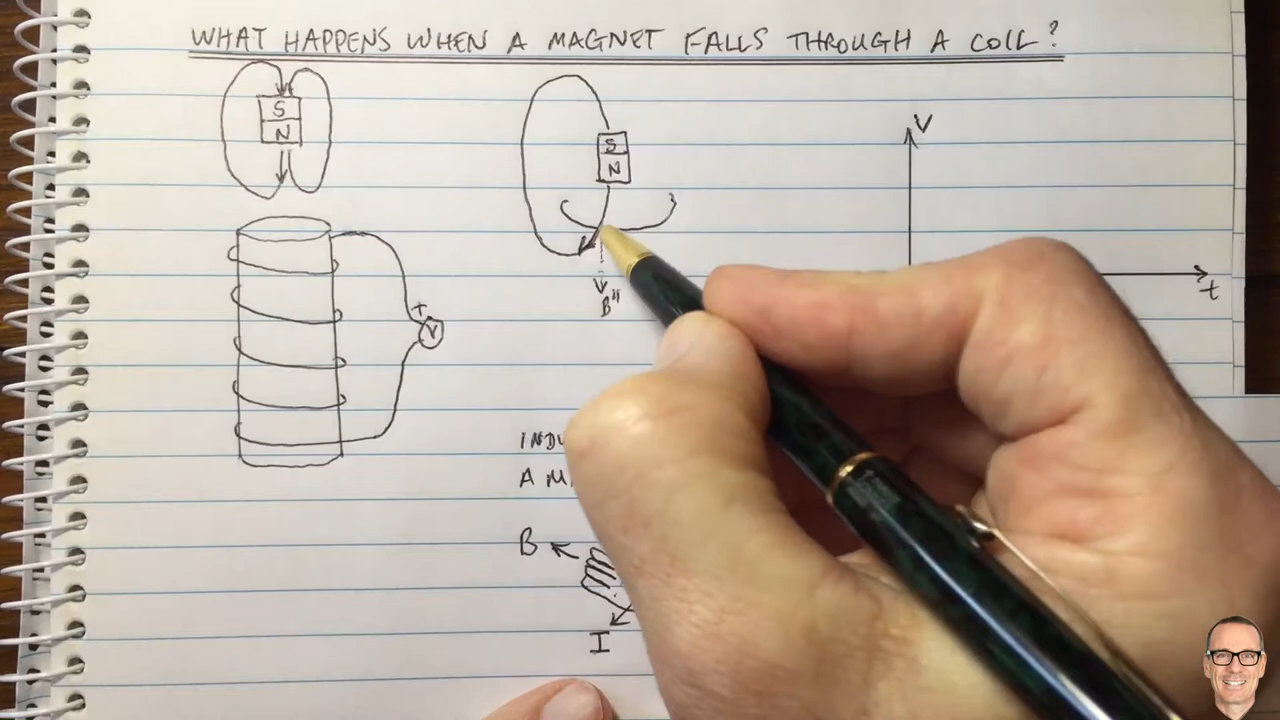 WHAT HAPPENS WHEN A MAGNET FALLS THROUGH A COIL?
S
N
S
N
V
t
B"
+
V
B
I